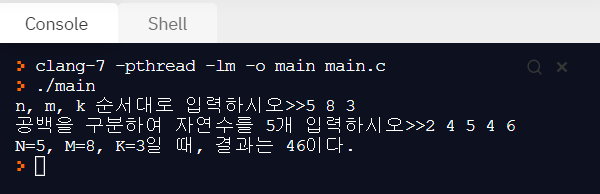 Console Shell
> clang-7 -pthread -lm -o main main.c
> ./main
n, m, k 순서대로 입력하시오>>5 8 3
공백을 구분하여 자연수를 5개 입력하시오>>2 4 5 4 6
N=5, M=8, K=3일 때, 결과는 46이다.
>